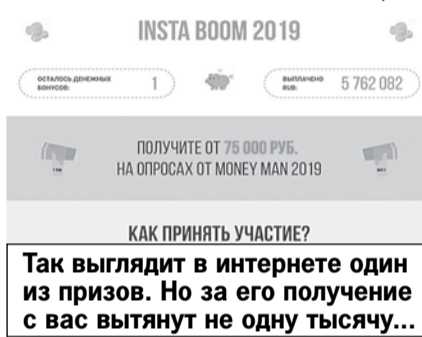 INSTA BOOM 2019
ОСТАЛОСЬ ДЕНЕЖНЫХ
БОНУСОВ: 1
ВЫПЛАЧЕНО
RUB: 5 762 082
ПОЛУЧИТЕ ОТ 75 000 РУБ.
НА ОПРОСАХ ОТ MONEY MAN 2019
КАК ПРИНЯТЬ УЧАСТИЕ?
Так выглядит в интернете один
из призов. Но за его получение
с вас вытянут не одну тысячу...